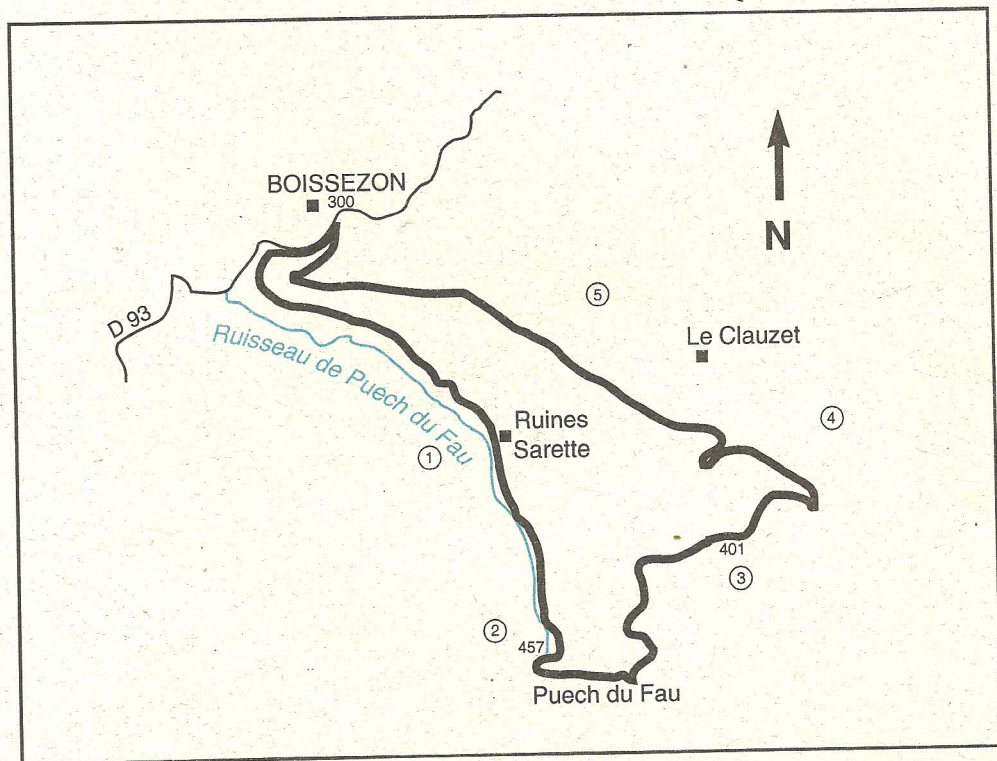 BOISSEZON
300
N
5
D 93
Le Clauzet
Ruisseau de Puech du Fau
4
Ruines
Sarette
1
401
3
2
457
Puech du Fau